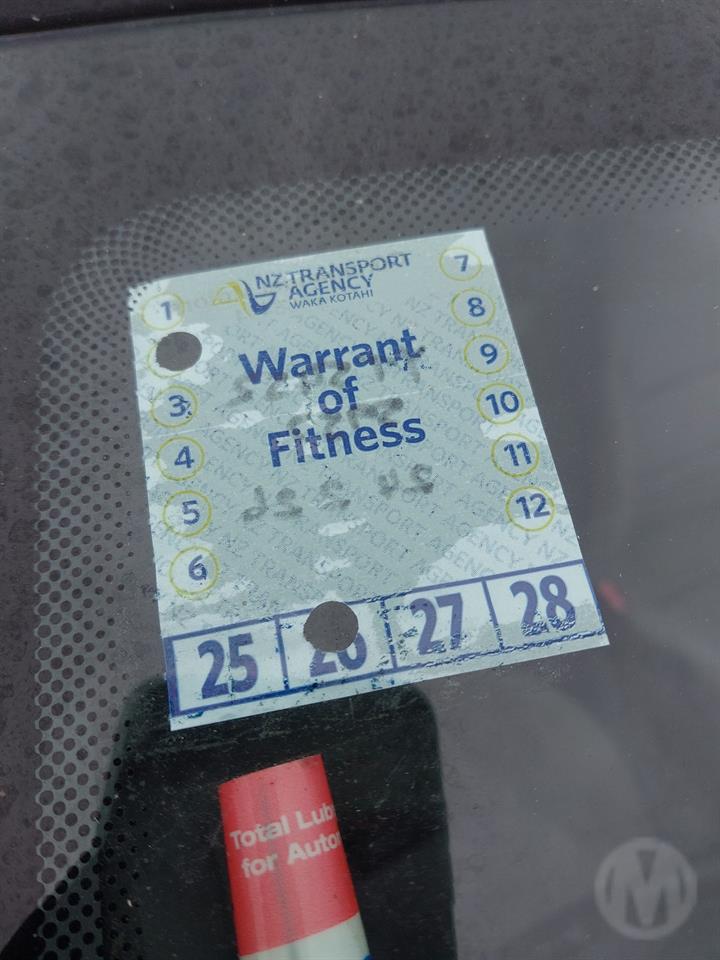 NZ TRANSPORT
AGENCY
WAKA KOTAHI
Warrant
of
Fitness
1
3
4
5
6
7
8
9
10
11
12
25 26 27 28
Total Lub
for Auto
M